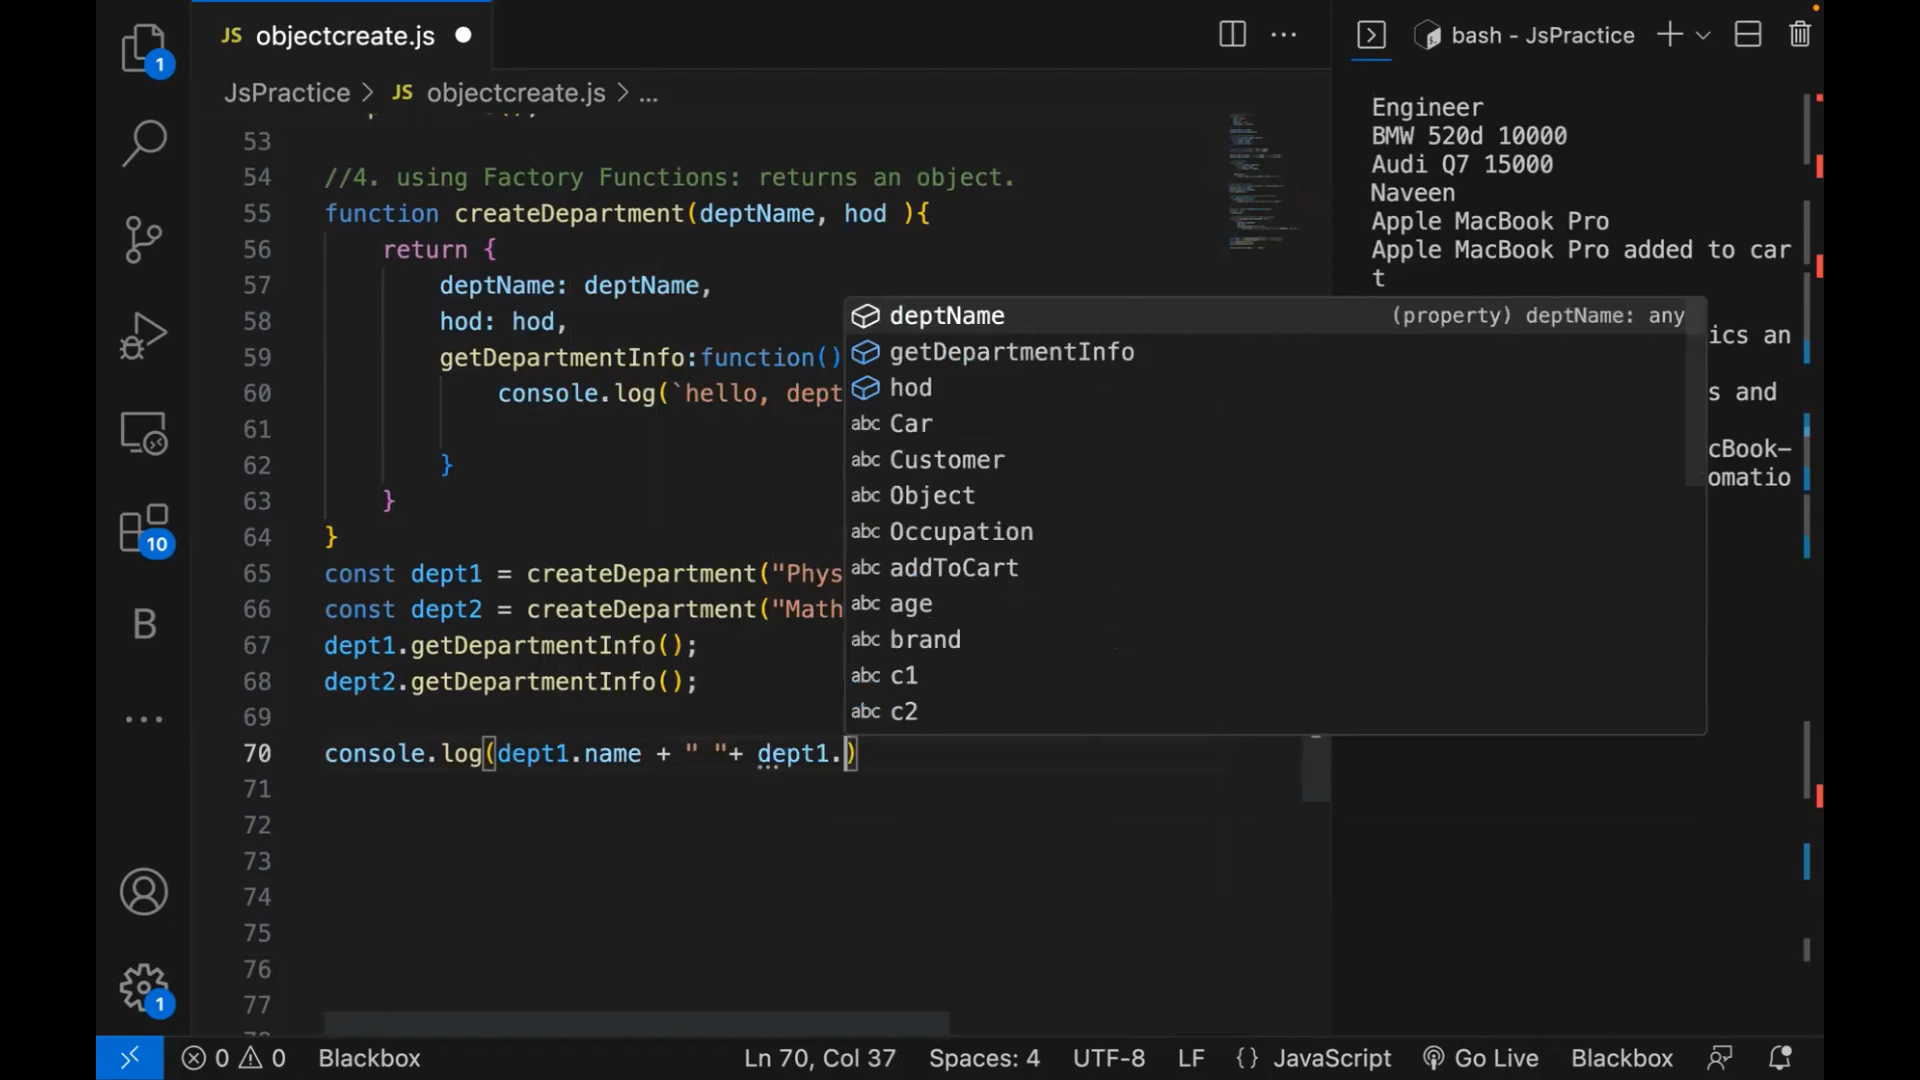 JS objectcreate.js
bash - JsPractice
JsPractice > JS objectcreate.js > ...
53
54 //4. using Factory Functions: returns an object.
55 function createDepartment(deptName, hod ){
56 return {
57 deptName: deptName,
58 hod: hod,
59 getDepartmentInfo:function()
60 console.log(`hello, dept
61
62 }
63 }
64 }
65 const dept1 = createDepartment("Phys
66 const dept2 = createDepartment("Math
67 dept1.getDepartmentInfo();
68 dept2.getDepartmentInfo();
69
70 console.log(dept1.name + " "+ dept1.)
71
72
73
74
75
76
77
deptName (property) deptName: any
getDepartmentInfo
hod
abc Car
abc Customer
abc Object
abc Occupation
abc addToCart
abc age
abc brand
abc c1
abc c2
Engineer
BMW 520d 10000
Audi Q7 15000
Naveen
Apple MacBook Pro
Apple MacBook Pro added to car
t
ics an
s and
cBook-
omatio
1
10
B
1
0 0 Blackbox Ln 70, Col 37 Spaces: 4 UTF-8 LF {} JavaScript Go Live Blackbox